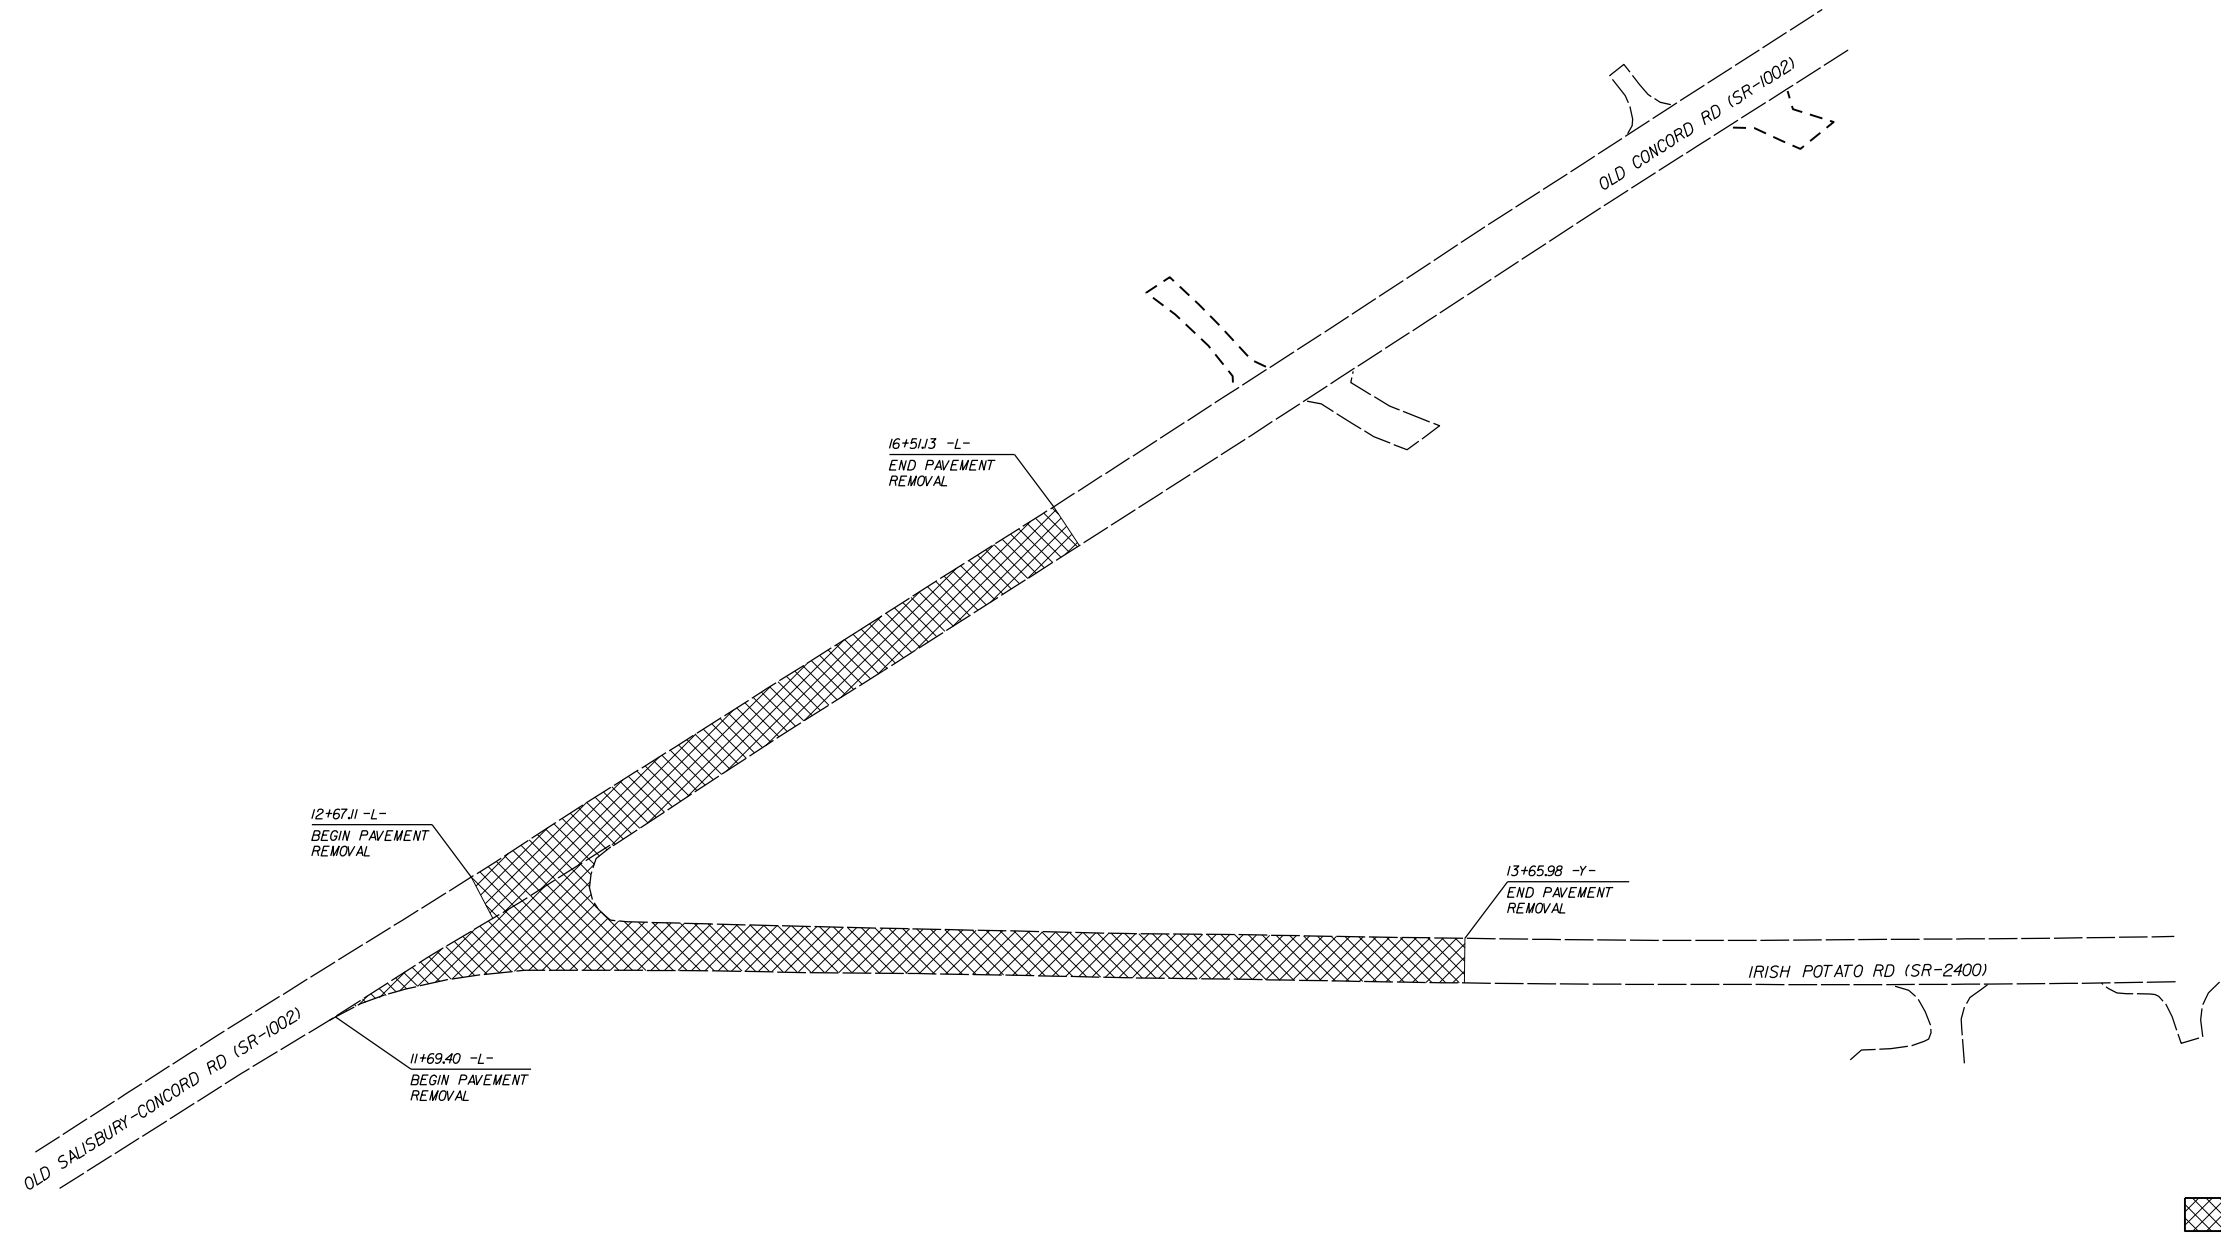 OLD CONCORD RD (SR-1002)
16+51.13 -L-
END PAVEMENT
REMOVAL
12+67.11 -L-
BEGIN PAVEMENT
REMOVAL
13+65.98 -Y-
END PAVEMENT
REMOVAL
IRISH POTATO RD (SR-2400)
OLD SALISBURY-CONCORD RD (SR-1002)
11+69.40 -L-
BEGIN PAVEMENT
REMOVAL